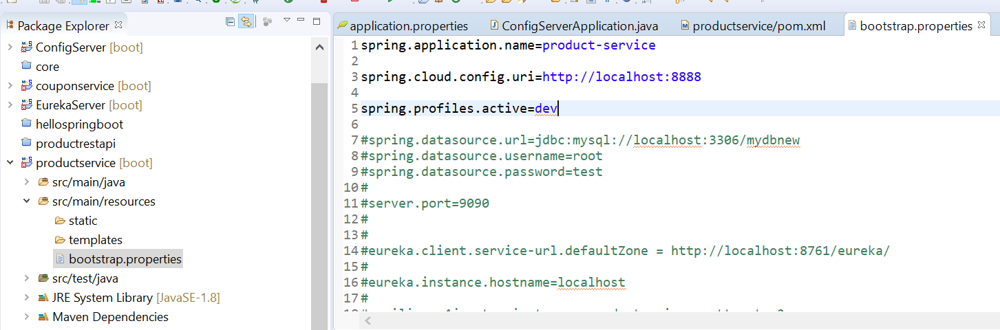 Package Explorer
ConfigServer [boot]
core
couponservice [boot]
EurekaServer [boot]
hellospringboot
productrestapi
productservice [boot]
src/main/java
src/main/resources
static
templates
bootstrap.properties
src/test/java
JRE System Library [JavaSE-1.8]
Maven Dependencies
application.properties
ConfigServerApplication.java
productservice/pom.xml
bootstrap.properties
1 spring.application.name=product-service
2
3 spring.cloud.config.uri=http://localhost:8888
4
5 spring.profiles.active=dev
6
7 #spring.datasource.url=jdbc:mysql://localhost:3306/mydbnew
8 #spring.datasource.username=root
9 #spring.datasource.password=test
10 #
11 #server.port=9090
12 #
13 #
14 #eureka.client.service-url.defaultZone = http://localhost:8761/eureka/
15 #
16 #eureka.instance.hostname=localhost
17 #